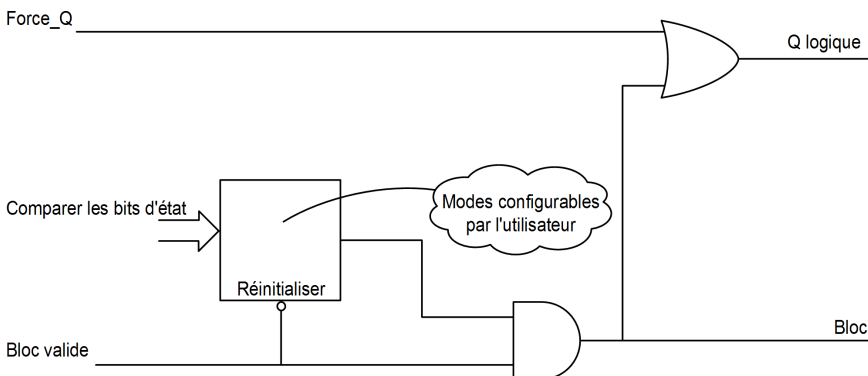 Force_Q
Q logique
Comparer les bits d'état
Modes configurables
par l'utilisateur
Réinitialiser
Bloc
Bloc valide